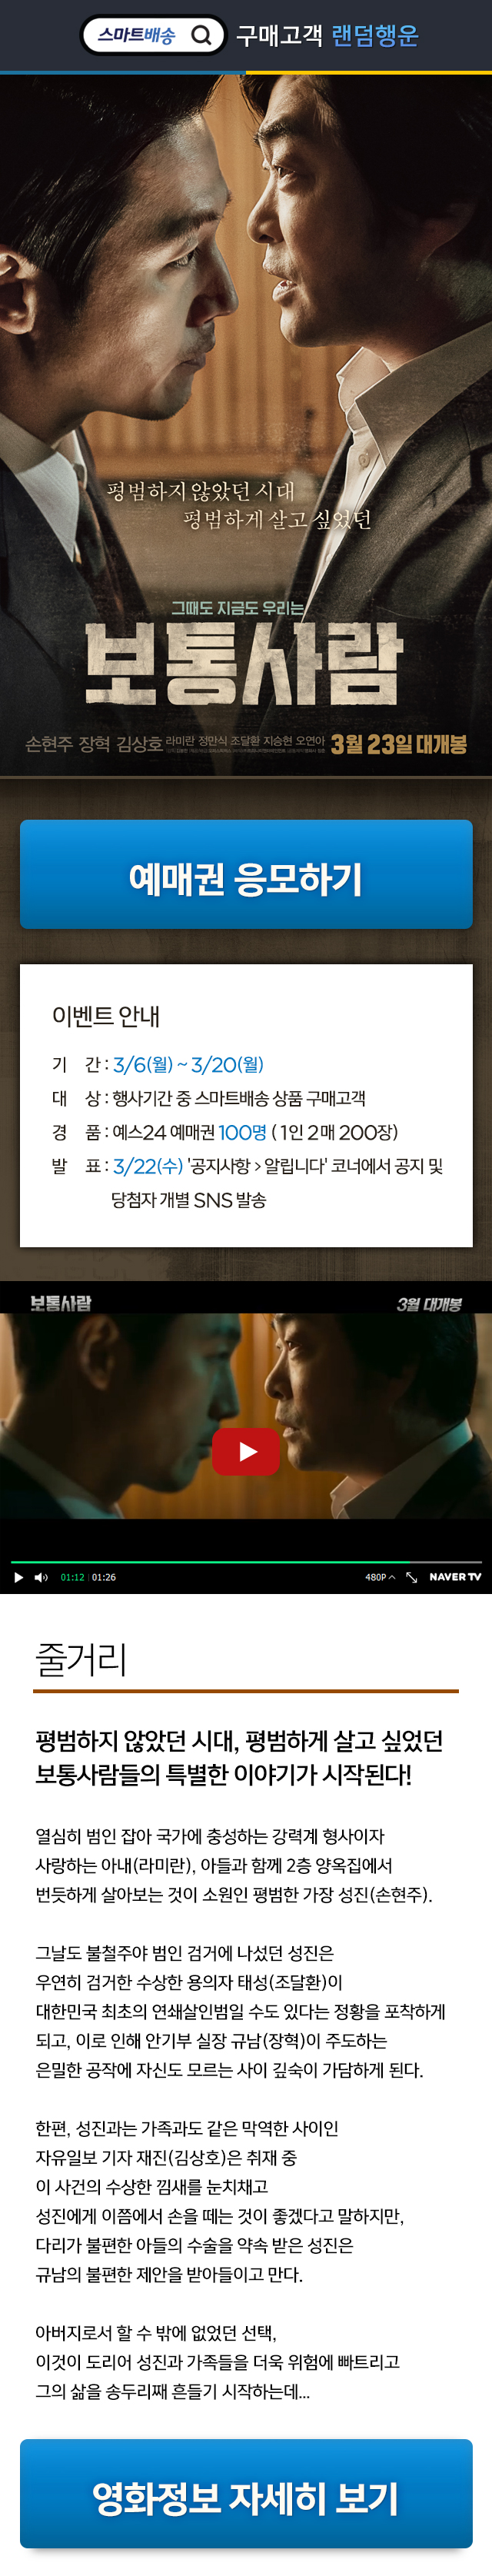 스마트배송 구매고객 랜덤행운
평범하지 않았던 시대
평범하게 살고 싶었던
그때도 지금도 우리는
보통사람
손현주 장혁 김상호 라미란 정만식 조달환 지승현 오연아 3월 23일 대개봉
예매권 응모하기
이벤트 안내
기 간 : 3/6(월) ~ 3/20(월)
대 상 : 행사기간 중 스마트배송 상품 구매고객
경 품 : 예스24 예매권 100명 ( 1인 2매 200장)
발 표 : 3/22(수) '공지사항 > 알립니다' 코너에서 공지 및
당첨자 개별 SNS 발송
보통사람 3월 대개봉
01:12 | 01:26 480P NAVER TV
줄거리
평범하지 않았던 시대, 평범하게 살고 싶었던
보통사람들의 특별한 이야기가 시작된다!
열심히 범인 잡아 국가에 충성하는 강력계 형사이자
사랑하는 아내(라미란), 아들과 함께 2층 양옥집에서
번듯하게 살아보는 것이 소원인 평범한 가장 성진(손현주).
그날도 불철주야 범인 검거에 나섰던 성진은
우연히 검거한 수상한 용의자 태성(조달환)이
대한민국 최초의 연쇄살인범일 수도 있다는 정황을 포착하게
되고, 이로 인해 안기부 실장 규남(장혁)이 주도하는
은밀한 공작에 자신도 모르는 사이 깊숙이 가담하게 된다.
한편, 성진과는 가족과도 같은 막역한 사이인
자유일보 기자 재진(김상호)은 취재 중
이 사건의 수상한 낌새를 눈치채고
성진에게 이쯤에서 손을 떼는 것이 좋겠다고 말하지만,
다리가 불편한 아들의 수술을 약속 받은 성진은
규남의 불편한 제안을 받아들이고 만다.
아버지로서 할 수 밖에 없었던 선택,
이것이 도리어 성진과 가족들을 더욱 위험에 빠트리고
그의 삶을 송두리째 흔들기 시작하는데...
영화정보 자세히 보기